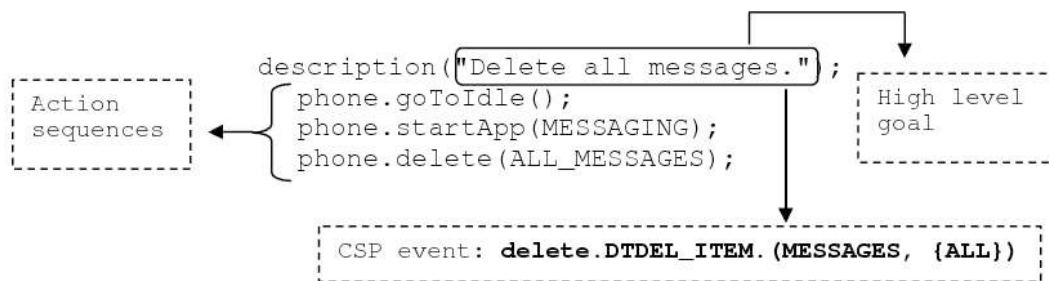 description("Delete all messages.");
phone.goToIdle();
phone.startApp(MESSAGING);
phone.delete(ALL_MESSAGES);
Action
sequences
High level
goal
CSP event: delete.DTDEL_ITEM.(MESSAGES, {ALL})